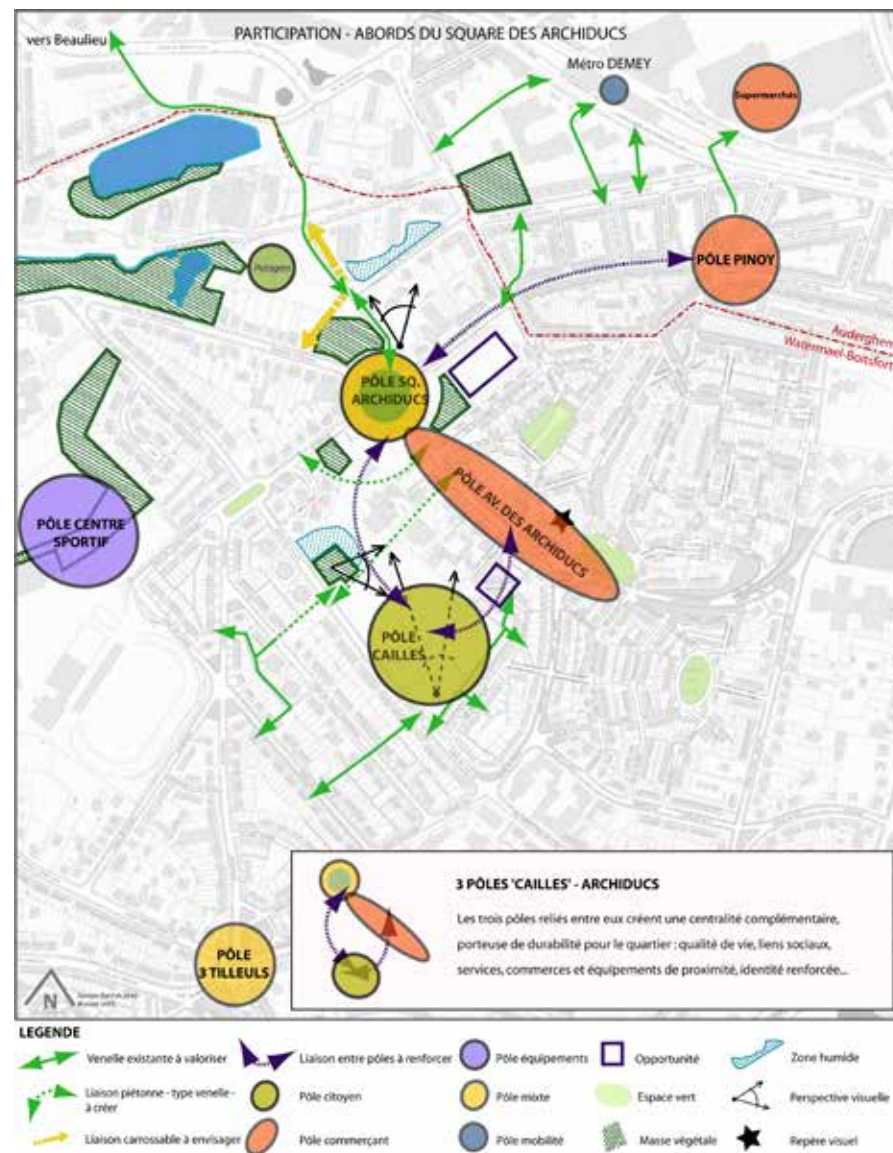 PARTICIPATION - ABORDS DU SQUARE DES ARCHIDUCS
vers Beaulieu
Métro DEMEY
Supermarchés
PÔLE PINOY
Potagers
Auderghem
Watermael-Boitsfort
PÔLE SQ.
ARCHIDUCS
PÔLE AV. DES ARCHIDUCS
PÔLE CENTRE
SPORTIF
PÔLE
CAILLES
PÔLE
3 TILLEULS
N
3 PÔLES 'CAILLES' - ARCHIDUCS
Les trois pôles reliés entre eux créent une centralité complémentaire,
porteuse de durabilité pour le quartier : qualité de vie, liens sociaux,
services, commerces et équipements de proximité, identité renforcée...
LEGENDE
Venelle existante à valoriser
Liaison entre pôles à renforcer
Pôle équipements
Opportunité
Zone humide
Liaison piétonne - type venelle -
à créer
Pôle citoyen
Pôle mixte
Espace vert
Perspective visuelle
Liaison carrossable à envisager
Pôle commerçant
Pôle mobilité
Masse végétale
Repère visuel